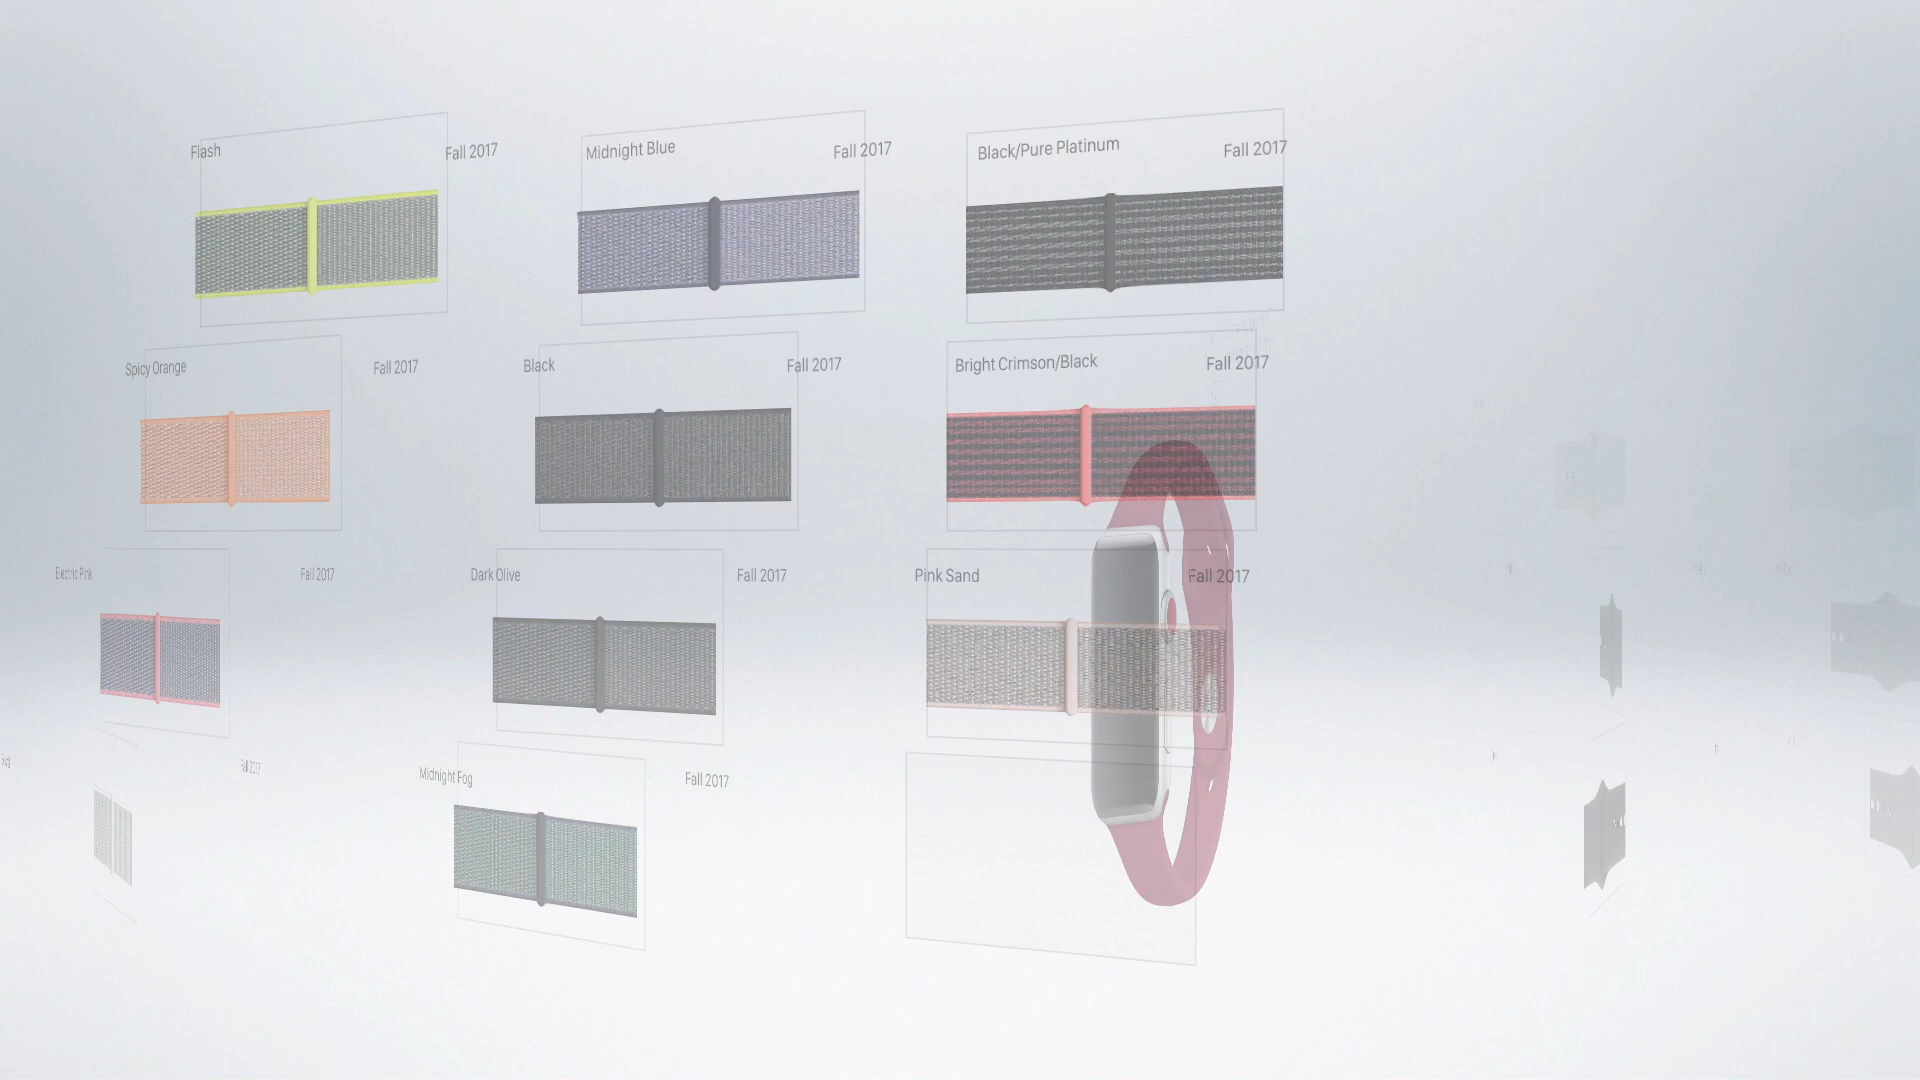 Flash Fall 2017
Midnight Blue Fall 2017
Black/Pure Platinum Fall 2017
Spicy Orange Fall 2017
Black Fall 2017
Bright Crimson/Black Fall 2017
Electric Pink Fall 2017
Dark Olive Fall 2017
Pink Sand Fall 2017
Fall 2017
Midnight Fog Fall 2017